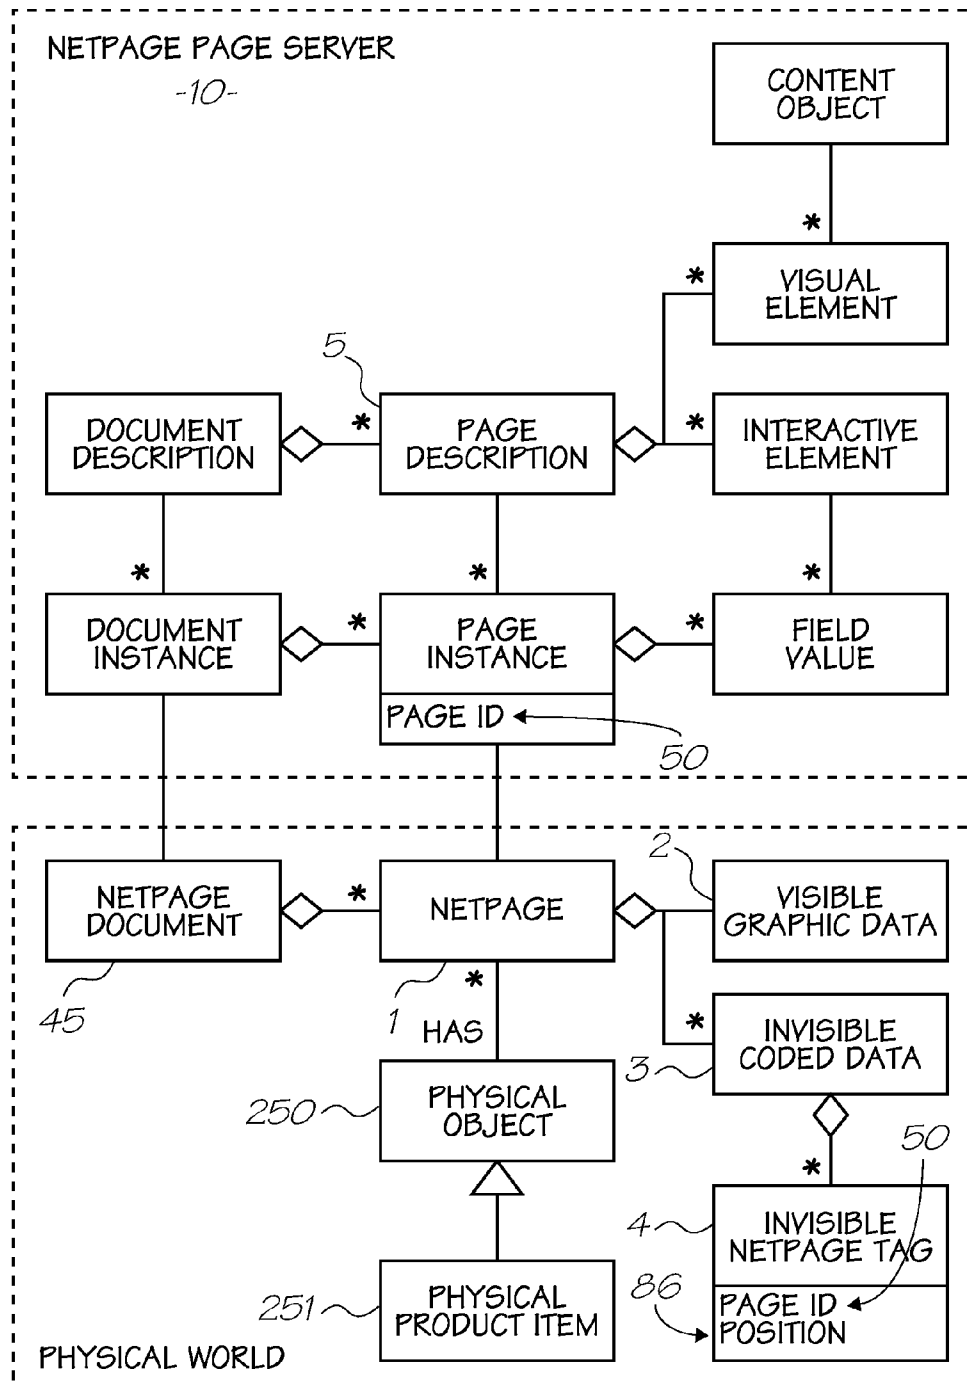 NETPAGE PAGE SERVER
-10-
CONTENT
OBJECT
*
VISUAL
ELEMENT
*
5
DOCUMENT
DESCRIPTION
*
PAGE
DESCRIPTION
*
INTERACTIVE
ELEMENT
*
*
*
DOCUMENT
INSTANCE
*
PAGE
INSTANCE
*
FIELD
VALUE
PAGE ID
50
2
NETPAGE
DOCUMENT
*
NETPAGE
VISIBLE
GRAPHIC DATA
45
1
*
HAS
*
INVISIBLE
CODED DATA
3
250
PHYSICAL
OBJECT
50
*
4
INVISIBLE
NETPAGE TAG
86
PAGE ID
POSITION
251
PHYSICAL
PRODUCT ITEM
PHYSICAL WORLD